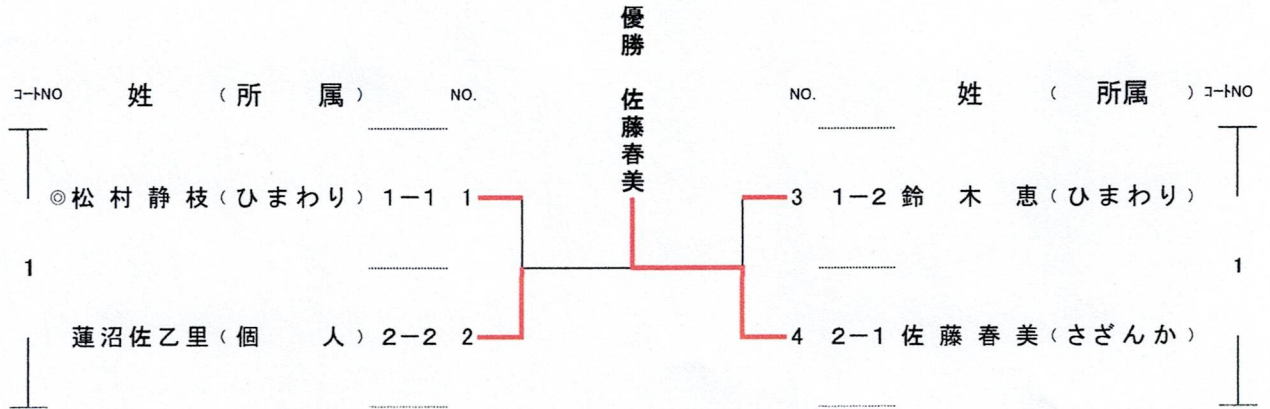 優勝　佐藤春美
ｺｰﾄNO　姓　（所　属）　NO.　NO.　姓　（　所属　）　ｺｰﾄNO
◎松村静枝（ひまわり）　1－1　1　3　1－2　鈴木　恵（ひまわり）
1　1
蓮沼佐乙里（個　人）　2－2　2　4　2－1　佐藤春美（さざんか）